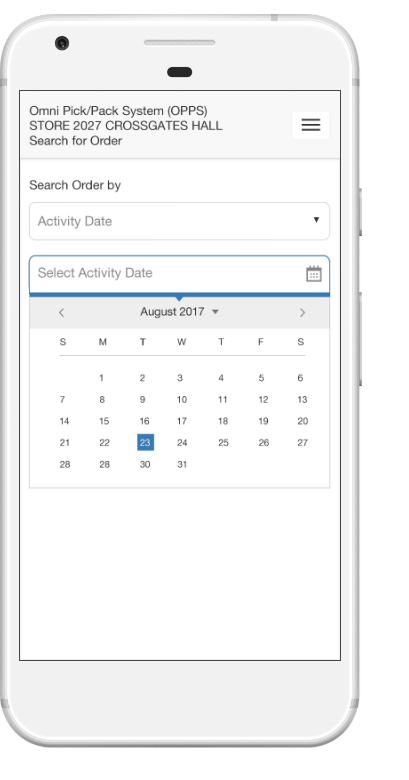 Omni Pick/Pack System (OPPS)
STORE 2027 CROSSGATES HALL
Search for Order
Search Order by
Activity Date
Select Activity Date
August 2017
S M T W T F S
1 2 3 4 5 6
7 8 9 10 11 12 13
14 15 16 17 18 19 20
21 22 23 24 25 26 27
28 28 30 31